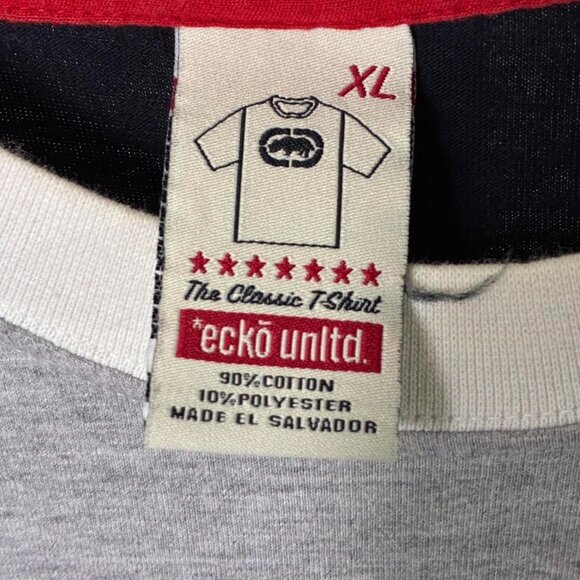 XL
The Classic T-Shirt
*eckō unltd.
90%COTTON
10%POLYESTER
MADE EL SALVADOR